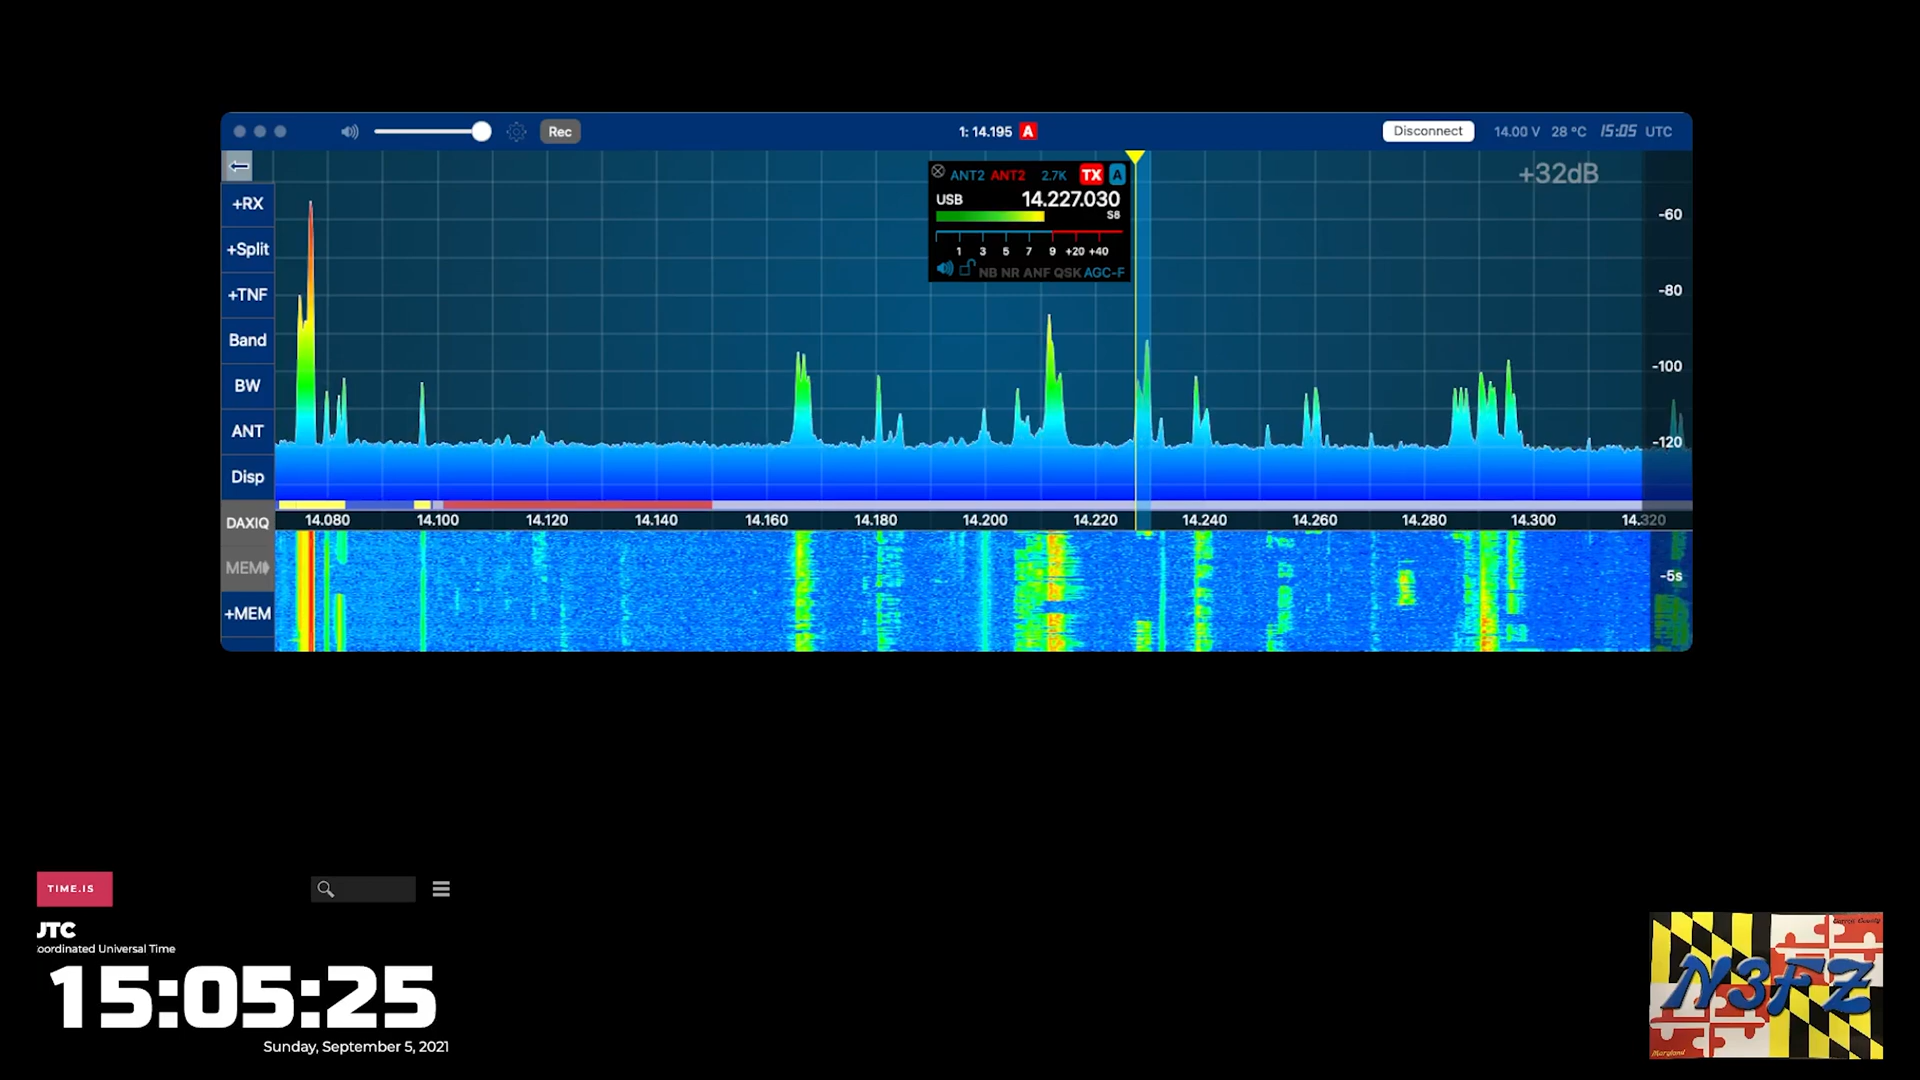 Rec
1: 14.195 A
Disconnect
14.00 V 28 °C 15:05 UTC
+RX
+Split
+TNF
Band
BW
ANT
Disp
DAXIQ
MEM
+MEM
ANT2 ANT2 2.7K TX A
USB 14.227.030
S8
1 3 5 7 9 +20 +40
NB NR ANF QSK AGC-F
+32dB
-60
-80
-100
-120
14.080 14.100 14.120 14.140 14.160 14.180 14.200 14.220 14.240 14.260 14.280 14.300 14.320
-5s
TIME.IS
UTC
oordinated Universal Time
15:05:25
Sunday, September 5, 2021
N3FZ
Maryland